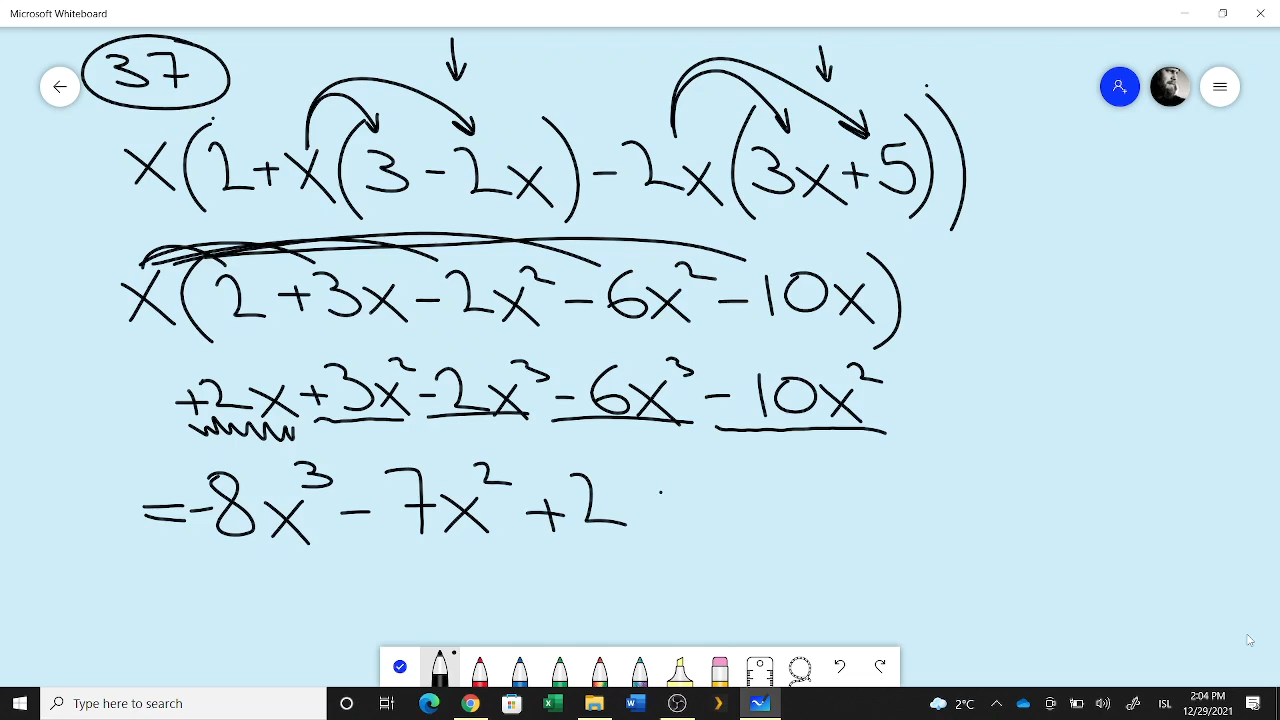 Microsoft Whiteboard
37
x(2+x(3-2x)-2x(3x+5))
x(2+3x-2x²-6x²-10x)
+2x+3x²-2x³-6x³-10x²
=-8x³-7x²+2
Type here to search
2°C
ÍSL
2:04 PM
12/29/2021